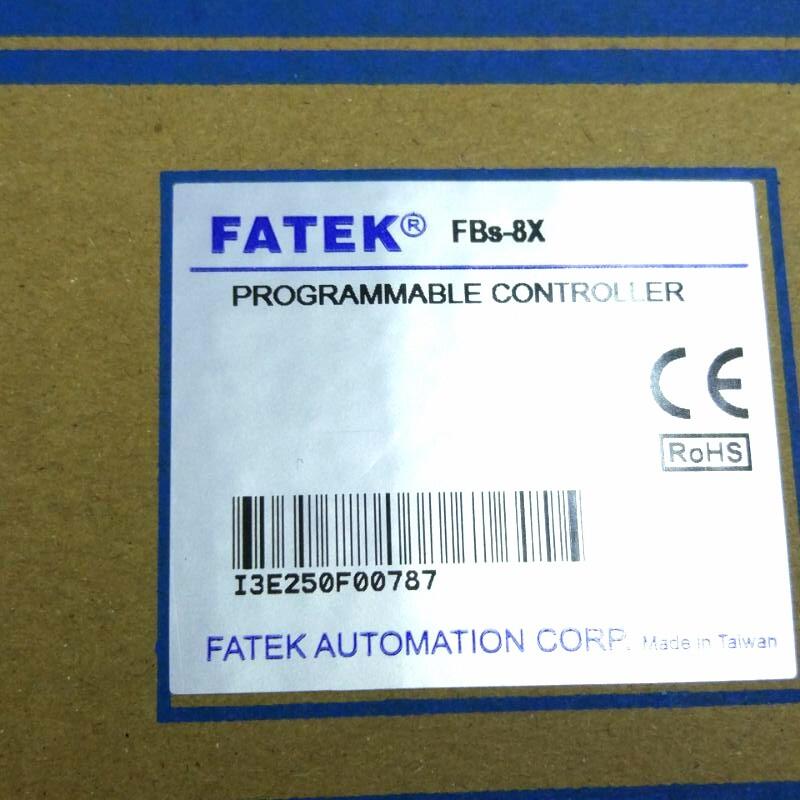 FATEK® FBs-8X
PROGRAMMABLE CONTROLLER
CE
RoHS
I3E250F00787
FATEK AUTOMATION CORP. Made in Taiwan